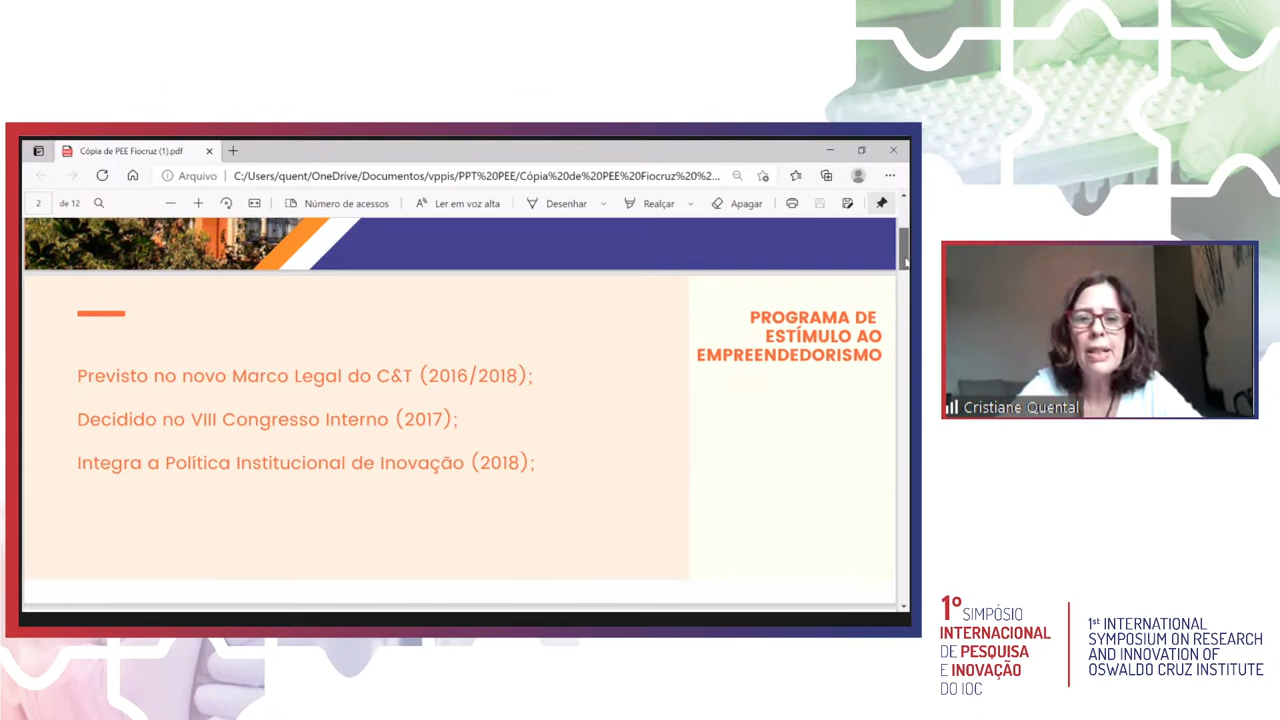 Cópia de PEE Fiocruz (1).pdf
Arquivo C:/Users/quent/OneDrive/Documentos/vppis/PPT%20PEE/Cópia%20de%20PEE%20Fiocruz%20%2...
2 de 12 Número de acessos Ler em voz alta Desenhar Realçar Apagar
PROGRAMA DE
ESTÍMULO AO
EMPREENDEDORISMO
Previsto no novo Marco Legal do C&T (2016/2018);
Decidido no VIII Congresso Interno (2017);
Integra a Política Institucional de Inovação (2018);
Cristiane Quental
1º SIMPÓSIO
INTERNACIONAL
DE PESQUISA
E INOVAÇÃO
DO IOC
1st INTERNATIONAL
SYMPOSIUM ON RESEARCH
AND INNOVATION OF
OSWALDO CRUZ INSTITUTE